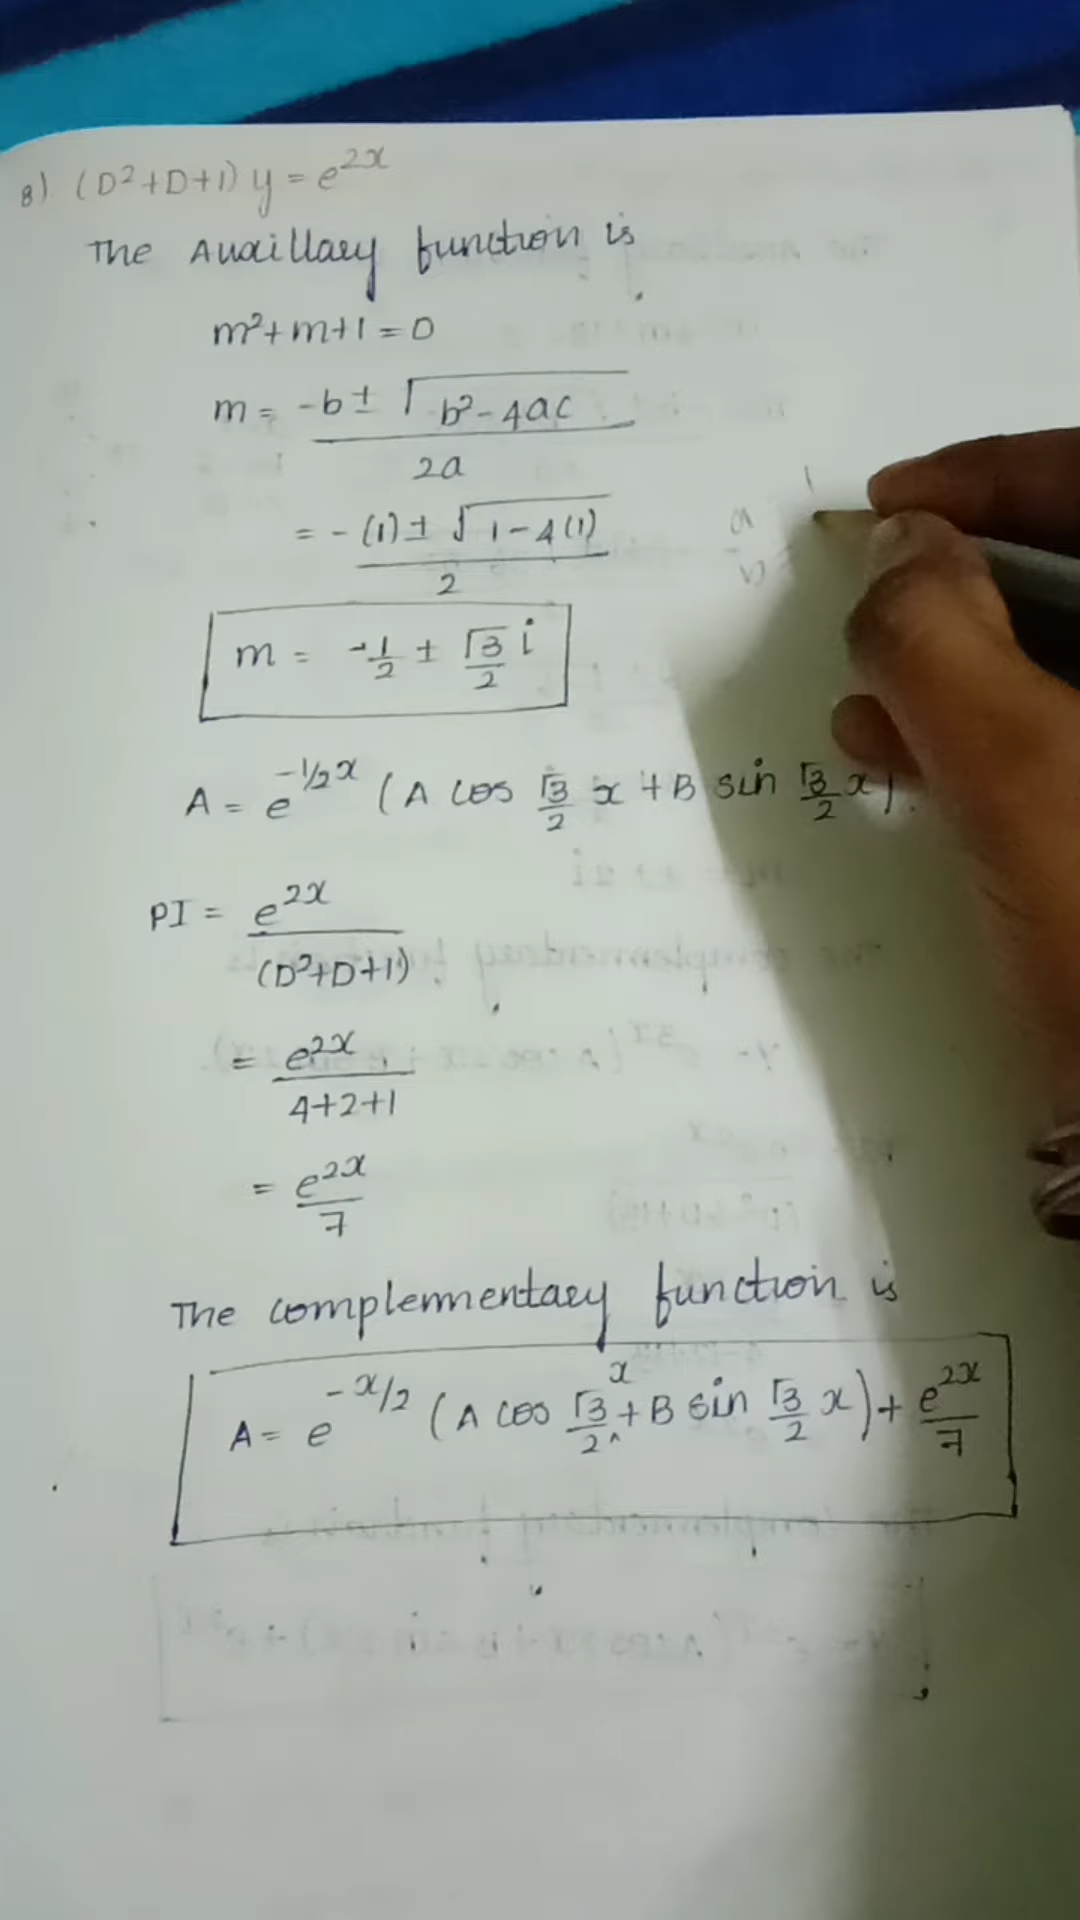 8) (D²+D+1) y = e^2x
The Auxillary function is
m²+m+1=0
m = -b ± √b²-4ac
2a
= -(1) ± √1-4(1)
2
m = -1/2 ± √3/2 i
A = e^-1/2x (A cos √3/2 x + B sin √3/2 x).
PI = e^2x
(D²+D+1)
= e^2x
4+2+1
= e^2x
7
The complementary function is
A = e^-x/2 (A cos √3/2 x + B sin √3/2 x) + e^2x/7